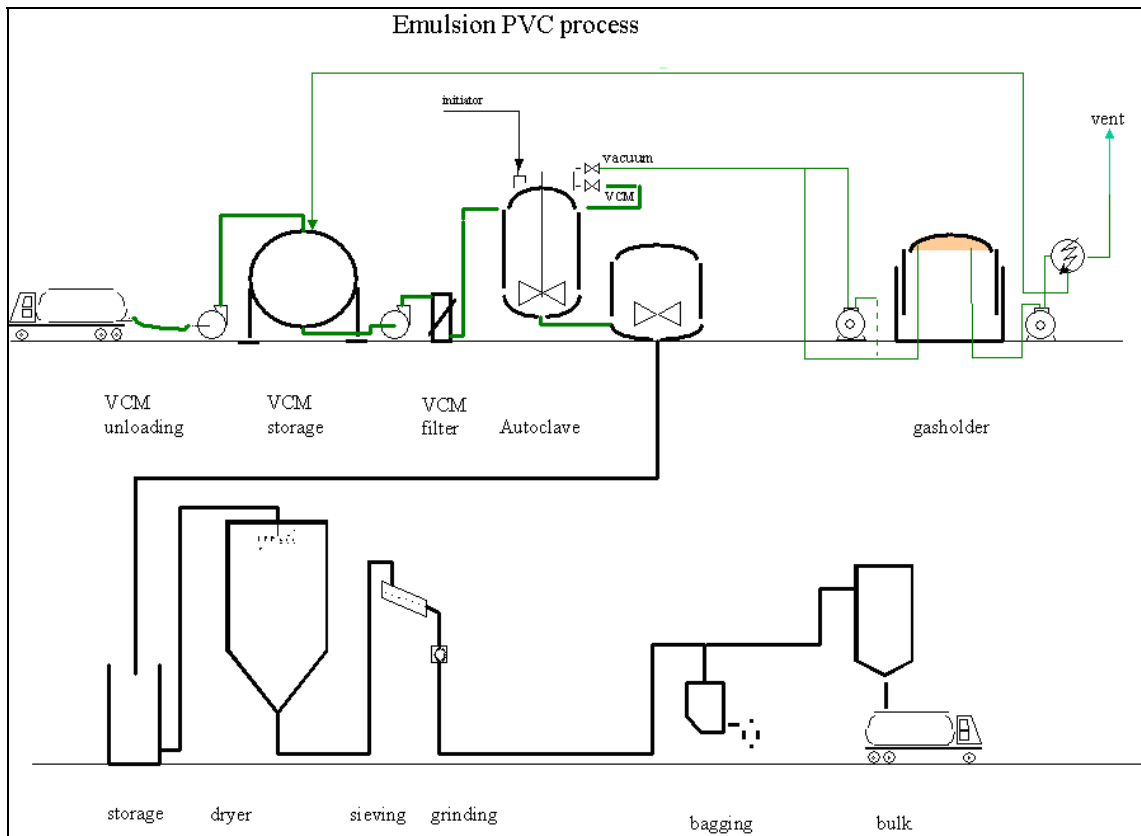 Emulsion PVC process
initiator
vent
vacuum
VCM
VCM
unloading
VCM
storage
VCM
filter
Autoclave
gasholder
storage
dryer
sieving
grinding
bagging
bulk